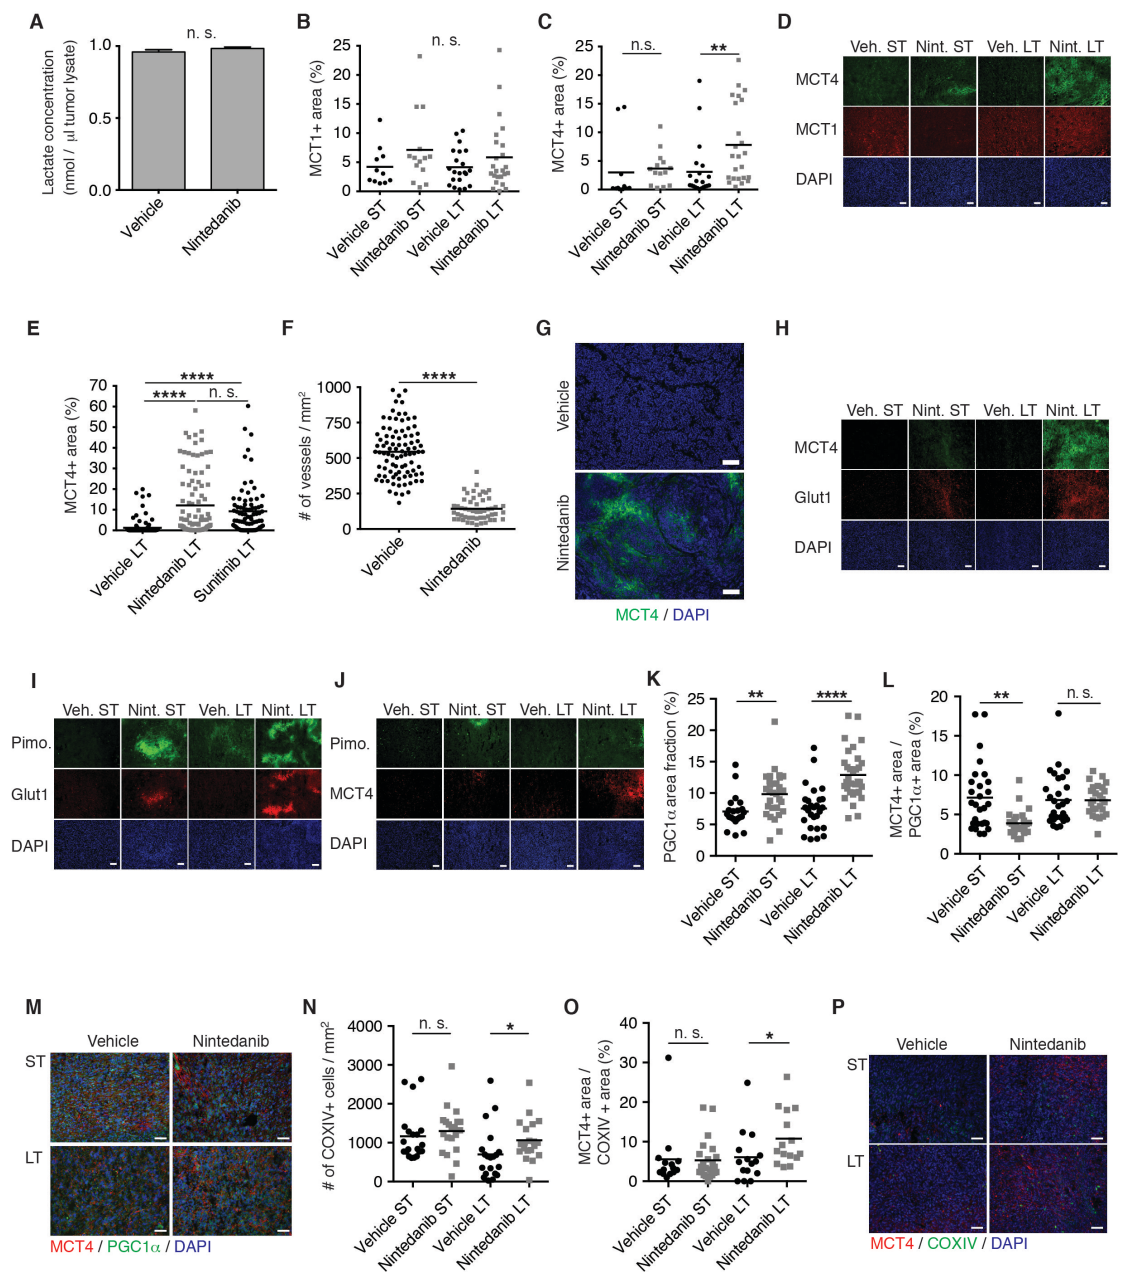 A
Lactate concentration
(nmol / µl tumor lysate)
n. s.
1.0
0.5
0.0
Vehicle
Nintedanib
B
MCT1+ area (%)
n. s.
25
20
15
10
5
0
Vehicle ST
Nintedanib ST
Vehicle LT
Nintedanib LT
C
MCT4+ area (%)
n.s.
**
25
20
15
10
5
0
Vehicle ST
Nintedanib ST
Vehicle LT
Nintedanib LT
D
Veh. ST Nint. ST Veh. LT Nint. LT
MCT4
MCT1
DAPI
E
MCT4+ area (%)
****
**** n. s.
70
60
50
40
30
20
10
0
Vehicle LT
Nintedanib LT
Sunitinib LT
F
# of vessels / mm²
****
1000
750
500
250
0
Vehicle
Nintedanib
G
Vehicle
Nintedanib
MCT4 / DAPI
H
Veh. ST Nint. ST Veh. LT Nint. LT
MCT4
Glut1
DAPI
I
Veh. ST Nint. ST Veh. LT Nint. LT
Pimo.
Glut1
DAPI
J
Veh. ST Nint. ST Veh. LT Nint. LT
Pimo.
MCT4
DAPI
K
PGC1α area fraction (%)
** ****
25
20
15
10
5
0
Vehicle ST
Nintedanib ST
Vehicle LT
Nintedanib LT
L
MCT4+ area /
PGC1α+ area (%)
** n. s.
20
15
10
5
0
Vehicle ST
Nintedanib ST
Vehicle LT
Nintedanib LT
M
Vehicle Nintedanib
ST
LT
MCT4 / PGC1α / DAPI
N
# of COXIV+ cells / mm²
n. s. *
4000
3000
2000
1000
0
Vehicle ST
Nintedanib ST
Vehicle LT
Nintedanib LT
O
MCT4+ area /
COXIV + area (%)
n. s. *
40
30
20
10
0
Vehicle ST
Nintedanib ST
Vehicle LT
Nintedanib LT
P
Vehicle Nintedanib
ST
LT
MCT4 / COXIV / DAPI